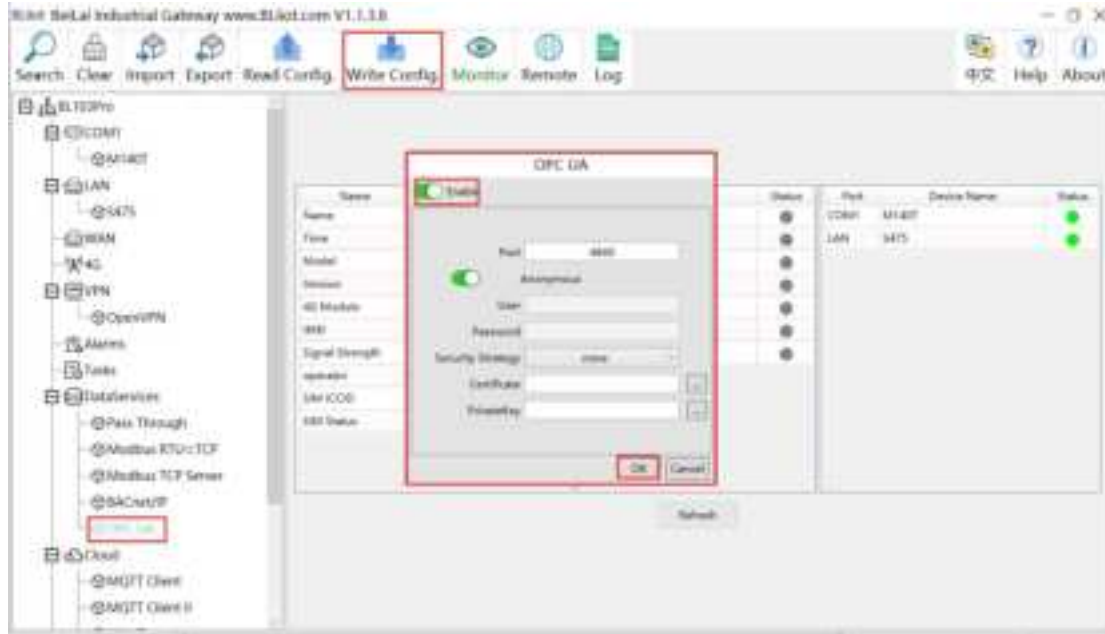 BeiLai Industrial Gateway www.BLiiot.com V1.1.3.8
Search Clear Import Export Read Config. Write Config. Monitor Remote Log 中文 Help About
BL103Pro
COM1
M140T
LAN
S475
WAN
4G
VPN
OpenVPN
Alarms
Tasks
DataServices
Pass Through
Modbus RTU
Modbus TCP Server
BACnet/IP
OPC UA
Cloud
MQTT Client
MQTT Client II
Name
Name
Time
Model
Version
4G Module
IMEI
Signal Strength
operator
SIM ICCID
SIM Status
OPC UA
Enable
Port
Anonymous
User
Password
Security Strategy none
Certificate ...
PrivateKey ...
OK Cancel
Status
Port Device Name Status
COM1 M140T
LAN S475
Refresh